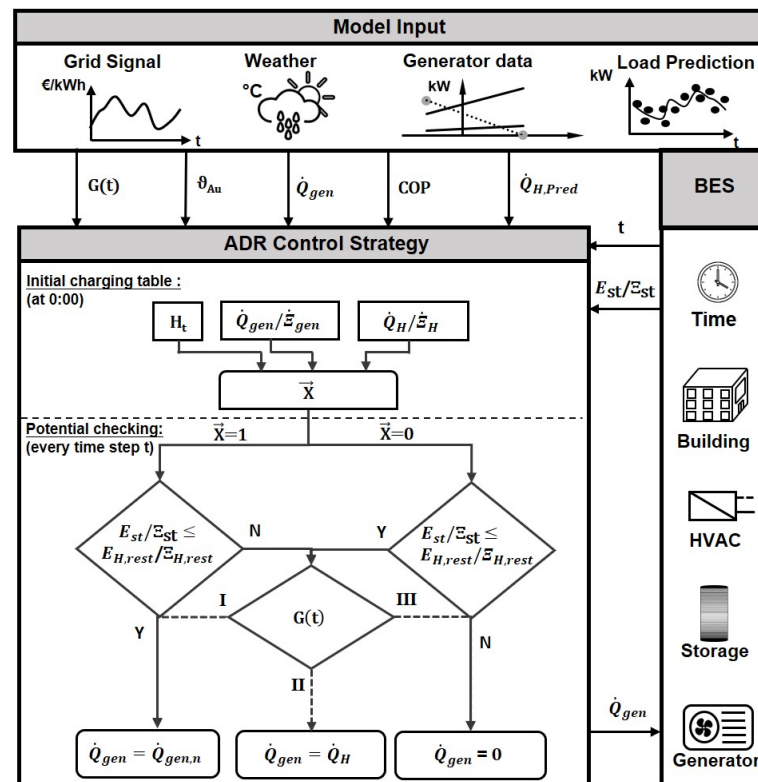 Model Input
Grid Signal
Weather
Generator data
Load Prediction
€/kWh
t
°C
kW
kW
t
G(t)
ϑ_Au
Q̇_gen
COP
Q̇_H,Pred
BES
ADR Control Strategy
t
Initial charging table :
(at 0:00)
E_st/Ξ_st
H_t
Q̇_gen/Ξ̇_gen
Q̇_H/Ξ̇_H
Time
X⃗
Potential checking:
(every time step t)
X⃗=1
X⃗=0
Building
E_st/Ξ_st ≤
E_H,rest/Ξ_H,rest
N
Y
E_st/Ξ_st ≤
E_H,rest/Ξ_H,rest
HVAC
I
G(t)
III
Y
N
II
Storage
Q̇_gen
Q̇_gen = Q̇_gen,n
Q̇_gen = Q̇_H
Q̇_gen = 0
Generator